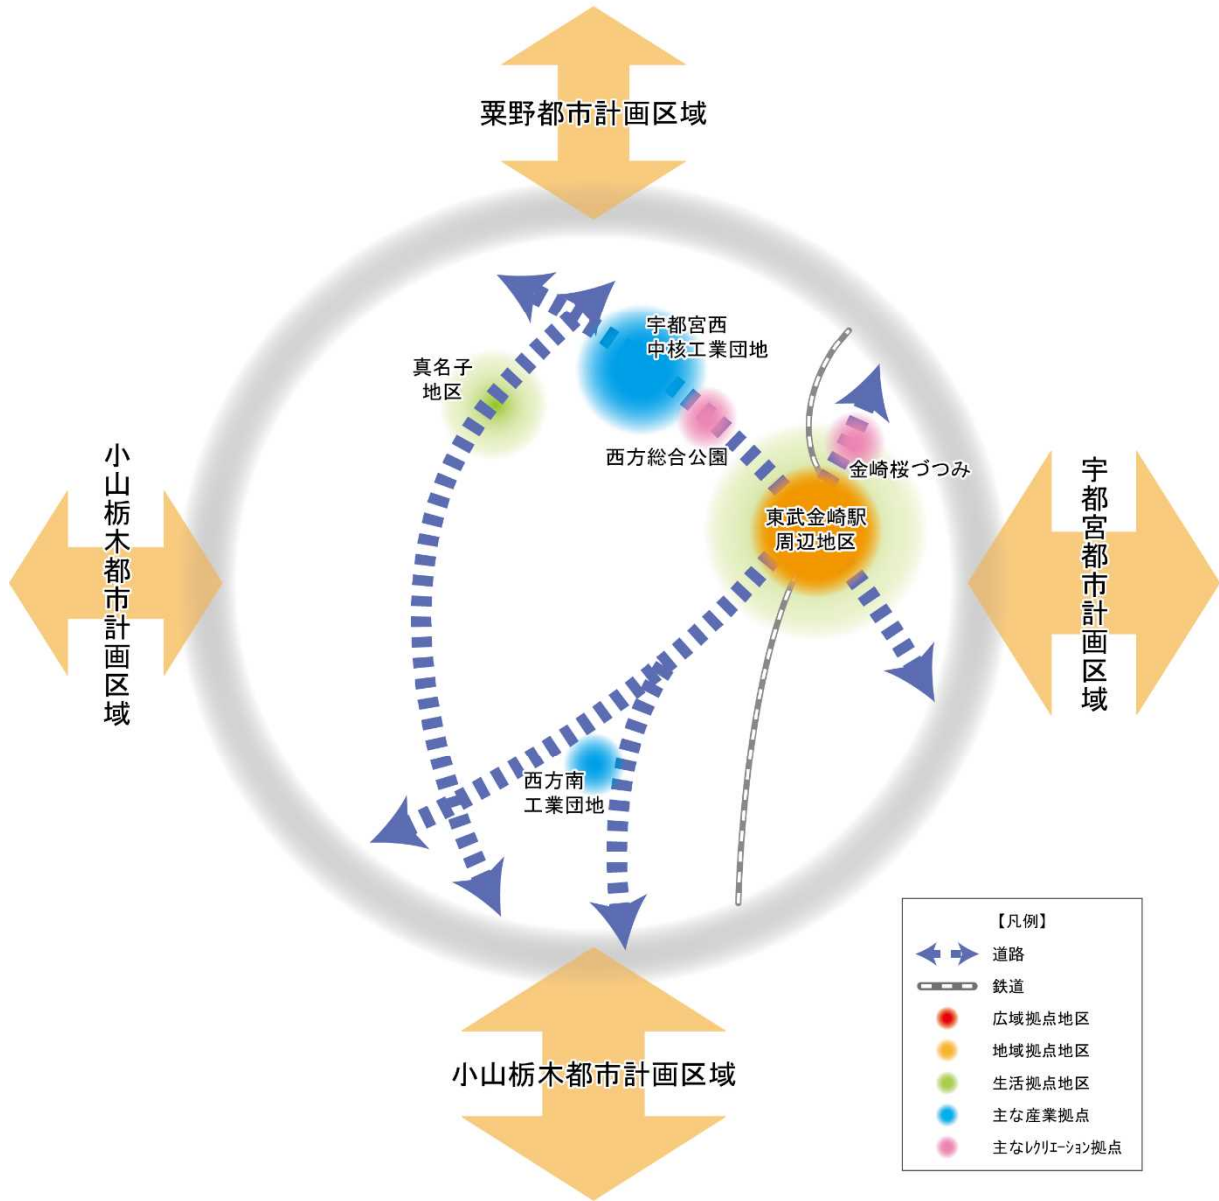 粟野都市計画区域
宇都宮西
中核工業団地
真名子
地区
西方総合公園
金崎桜づつみ
東武金崎駅
周辺地区
小山栃木都市計画区域
宇都宮都市計画区域
西方南
工業団地
小山栃木都市計画区域
【凡例】
道路
鉄道
広域拠点地区
地域拠点地区
生活拠点地区
主な産業拠点
主なレクリエーション拠点